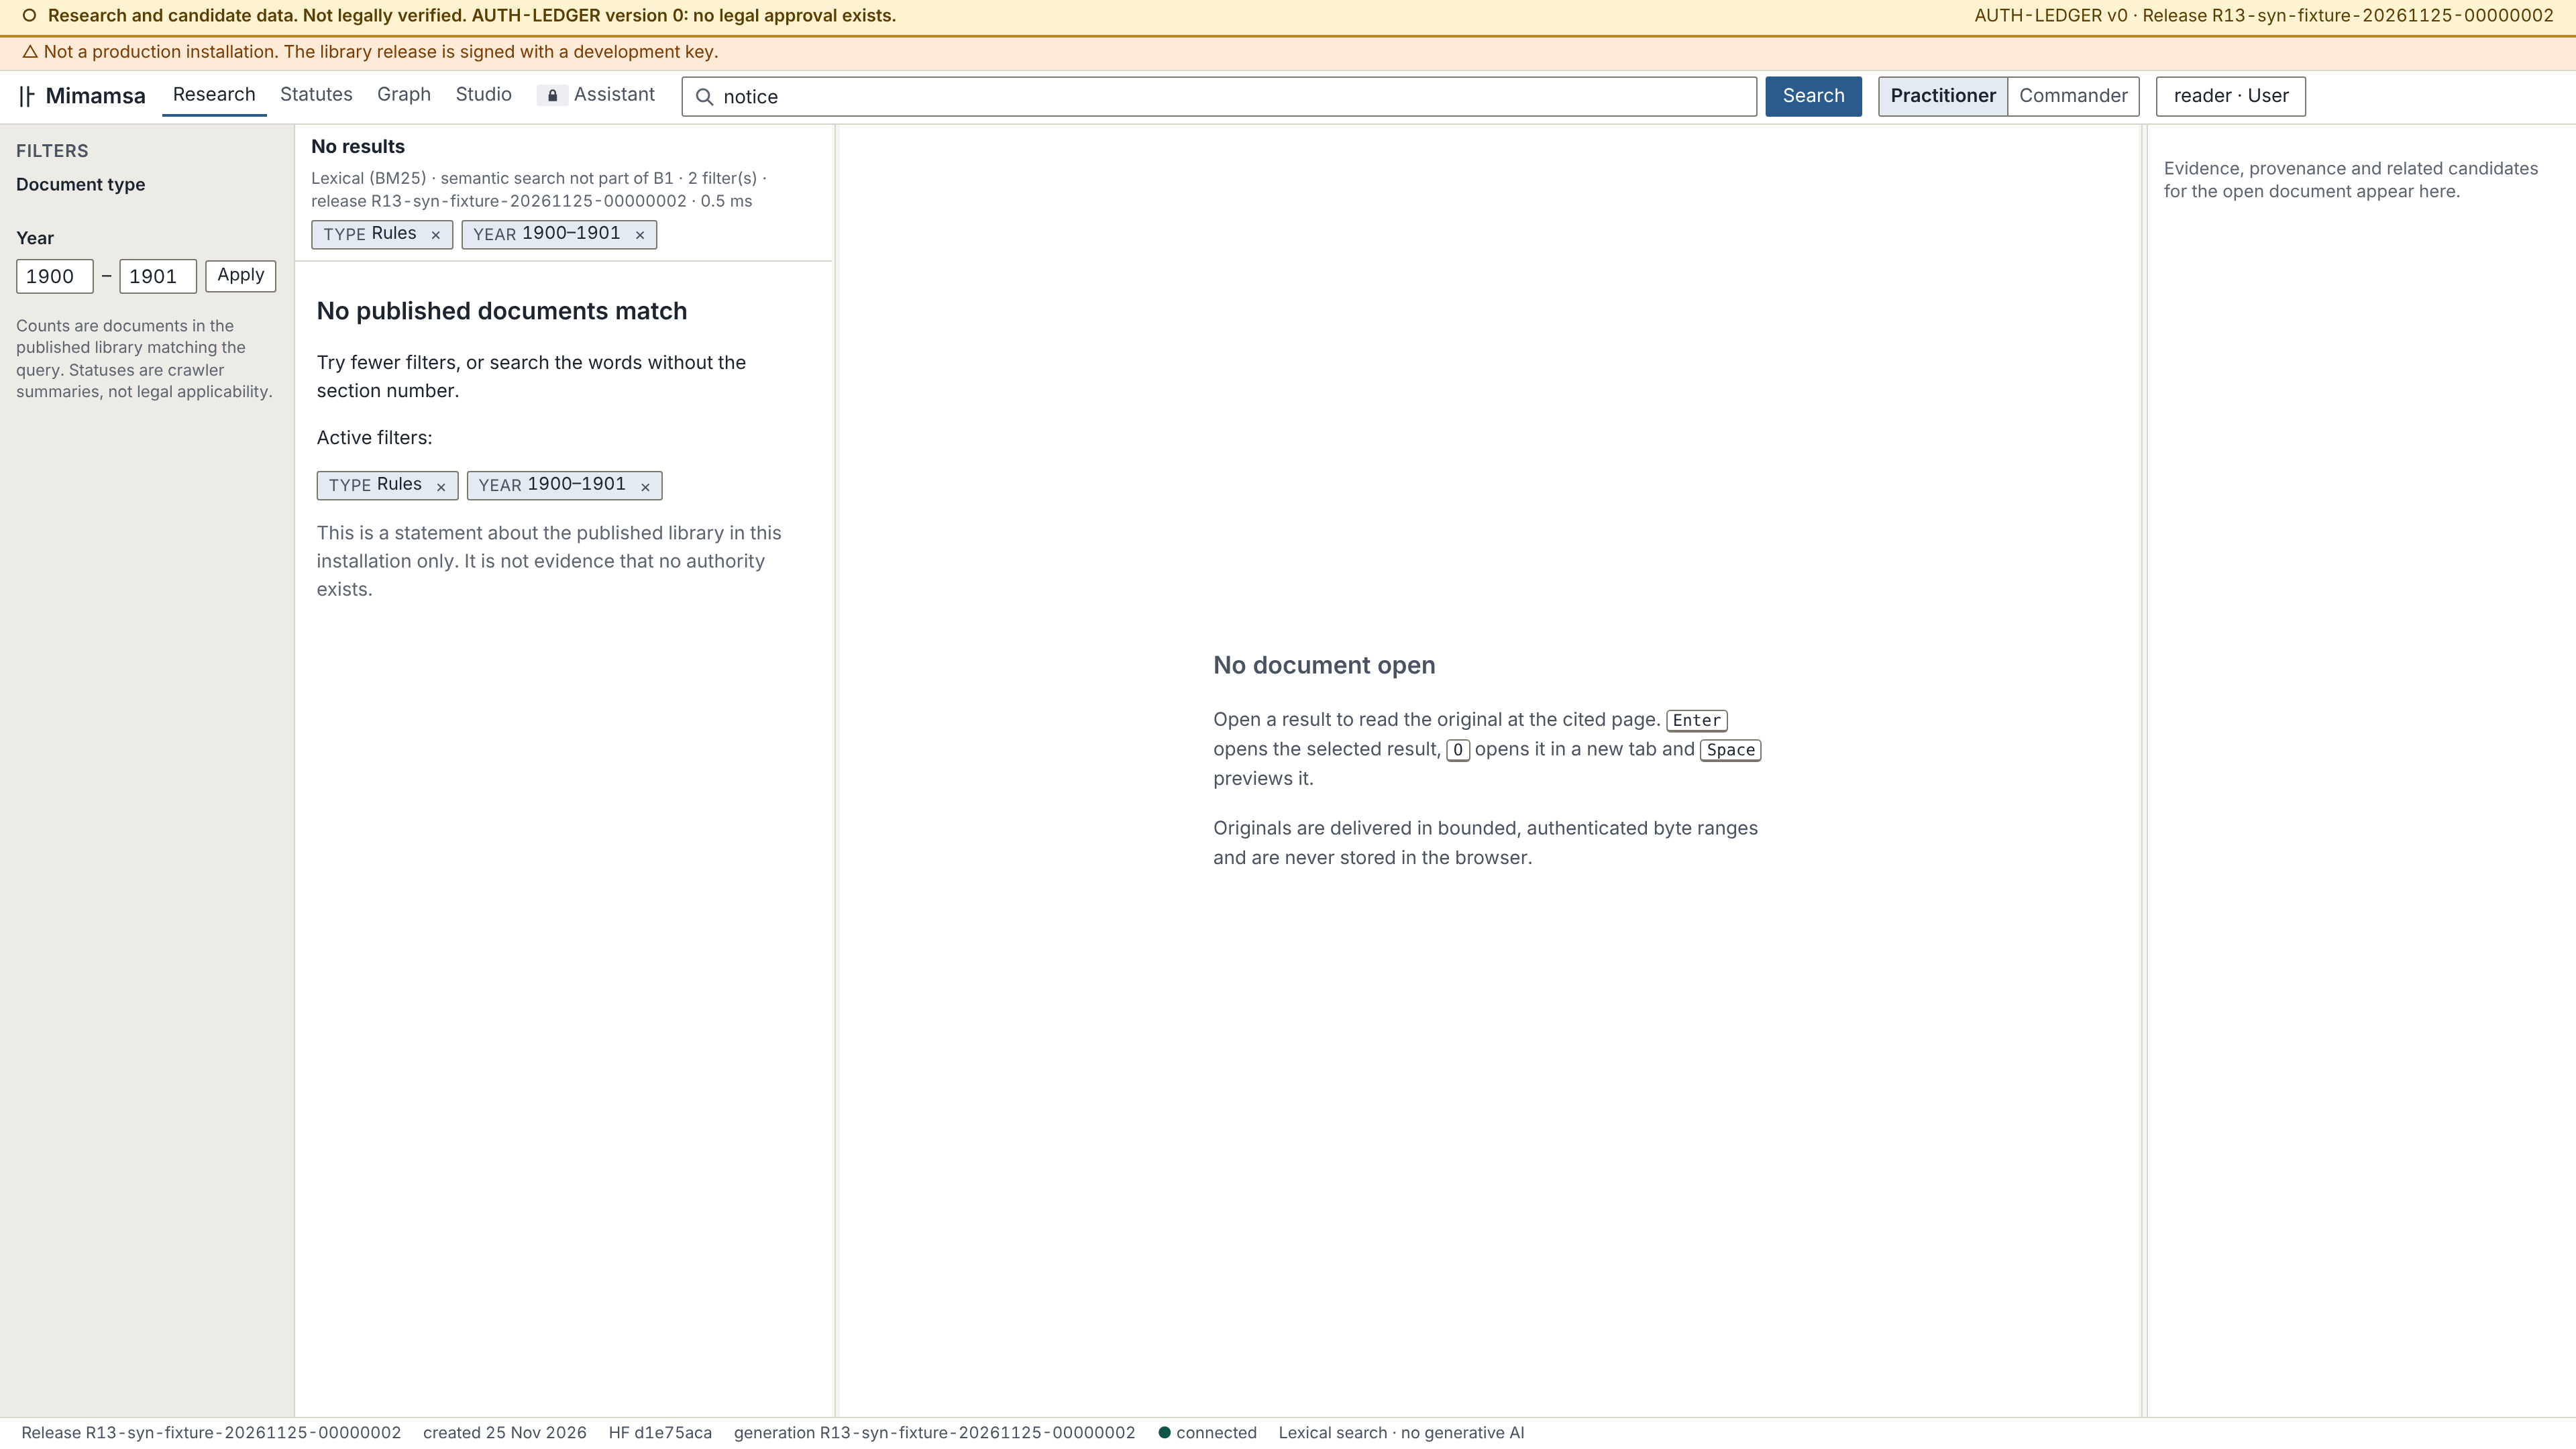 Research and candidate data. Not legally verified. AUTH-LEDGER version 0: no legal approval exists.
AUTH-LEDGER v0 · Release R13-syn-fixture-20261125-00000002
Not a production installation. The library release is signed with a development key.
Mimamsa
Research
Statutes
Graph
Studio
Assistant
notice
Search
Practitioner
Commander
reader · User
FILTERS
Document type
Year
1900 – 1901 Apply
Counts are documents in the
published library matching the
query. Statuses are crawler
summaries, not legal applicability.
No results
Lexical (BM25) · semantic search not part of B1 · 2 filter(s) ·
release R13-syn-fixture-20261125-00000002 · 0.5 ms
TYPE Rules × YEAR 1900–1901 ×
No published documents match
Try fewer filters, or search the words without the
section number.
Active filters:
TYPE Rules × YEAR 1900–1901 ×
This is a statement about the published library in this
installation only. It is not evidence that no authority
exists.
No document open
Open a result to read the original at the cited page. Enter
opens the selected result, O opens it in a new tab and Space
previews it.
Originals are delivered in bounded, authenticated byte ranges
and are never stored in the browser.
Evidence, provenance and related candidates
for the open document appear here.
Release R13-syn-fixture-20261125-00000002 created 25 Nov 2026 HF d1e75aca generation R13-syn-fixture-20261125-00000002 connected Lexical search · no generative AI